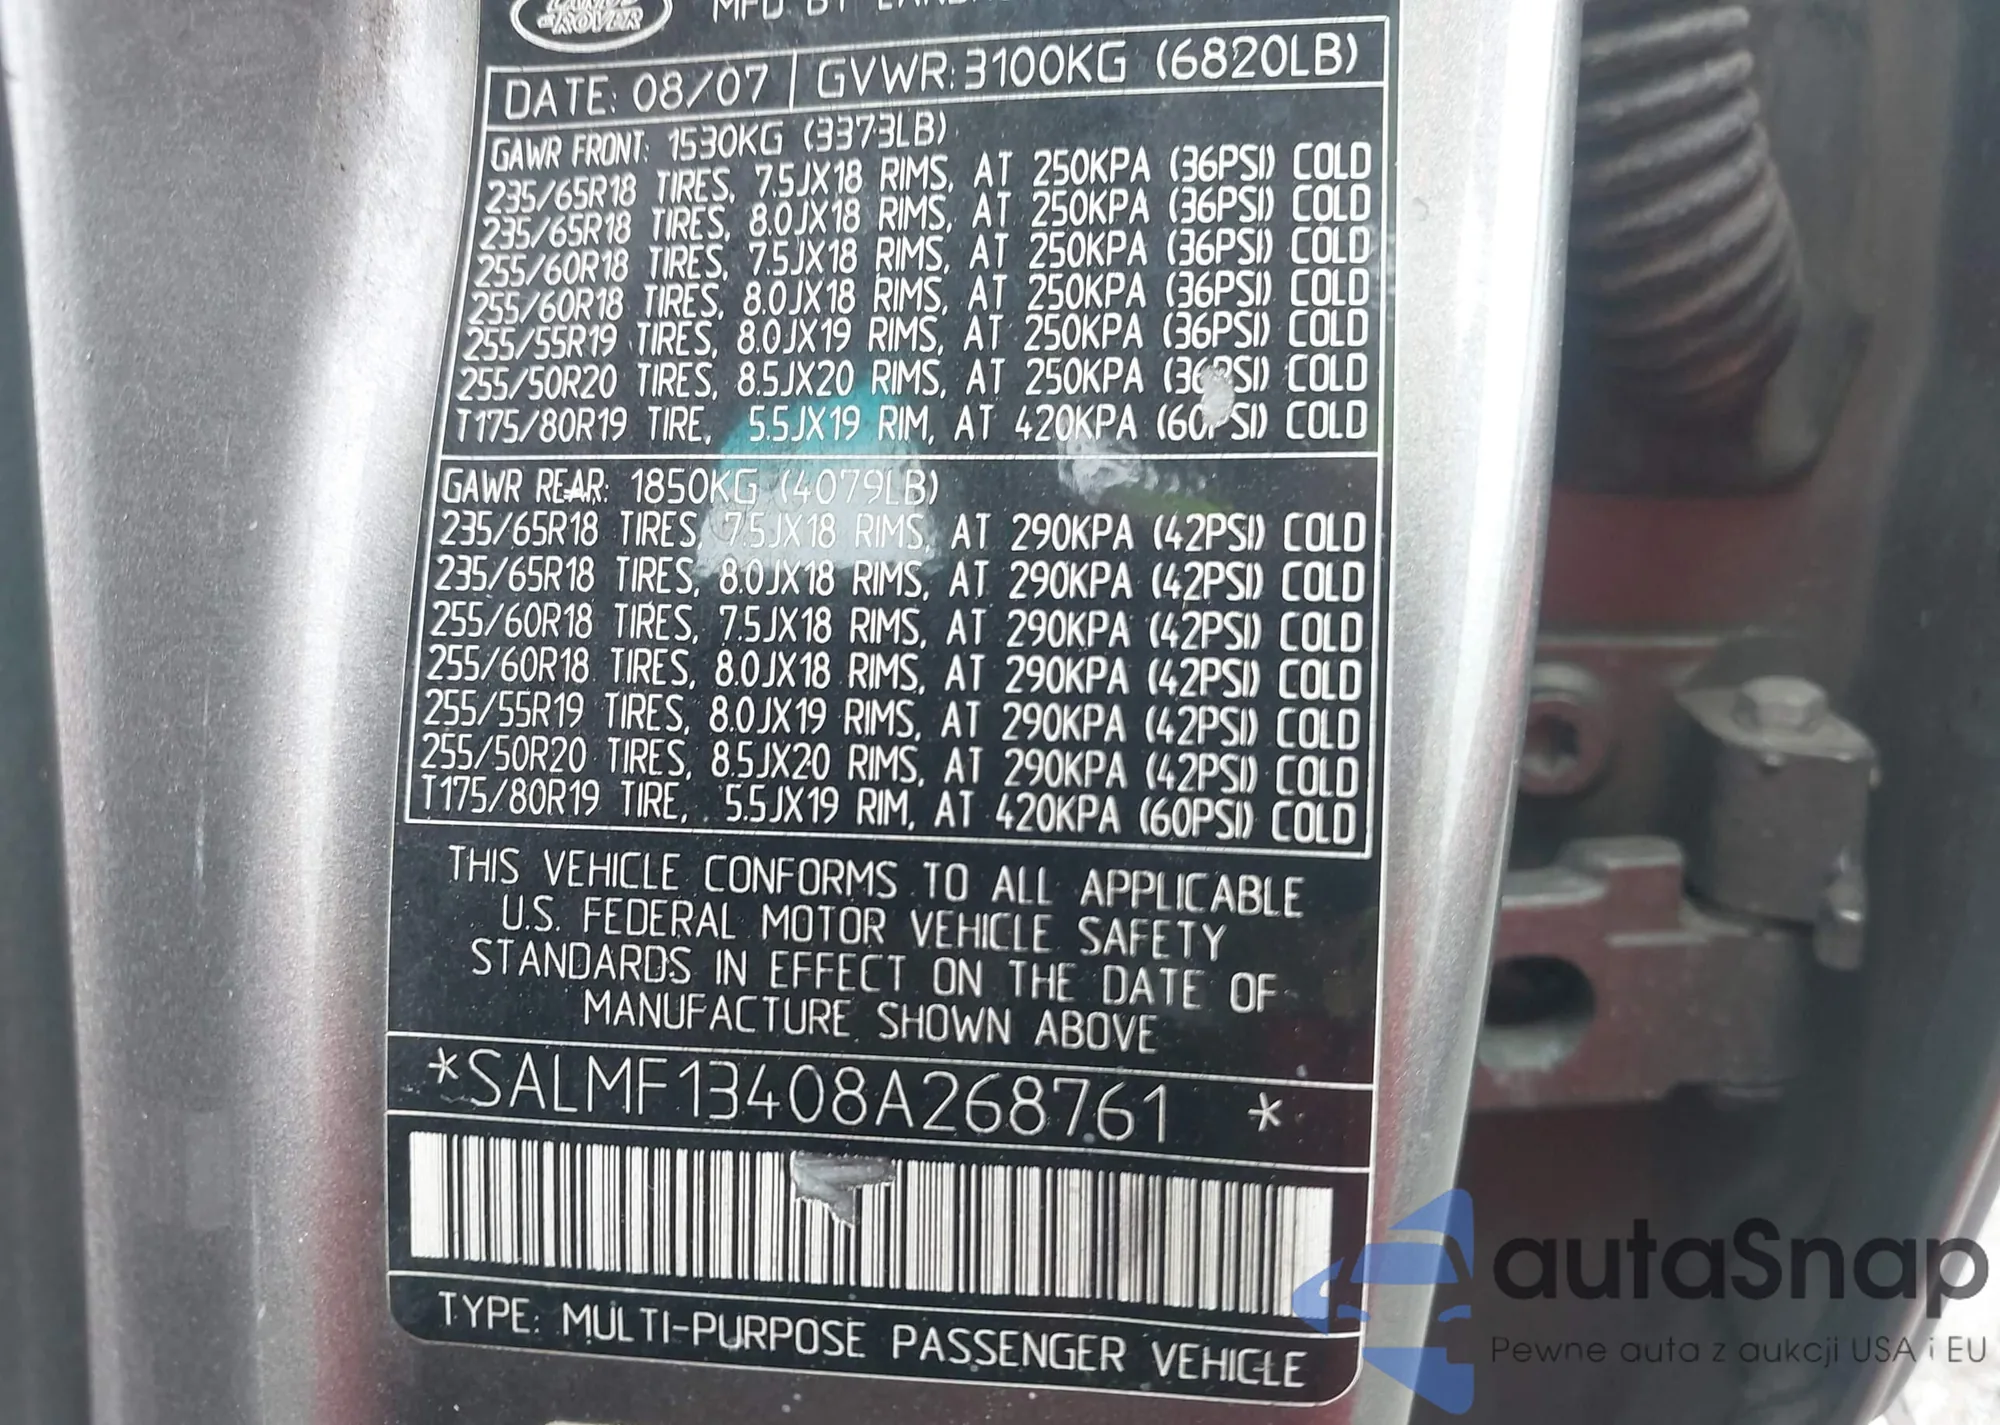 LAND
ROVER
MFD BY
DATE: 08/07 GVWR: 3100KG (6820LB)
GAWR FRONT: 1530KG (3373LB)
235/65R18 TIRES, 7.5JX18 RIMS, AT 250KPA (36PSI) COLD
235/65R18 TIRES, 8.0JX18 RIMS, AT 250KPA (36PSI) COLD
255/60R18 TIRES, 7.5JX18 RIMS, AT 250KPA (36PSI) COLD
255/60R18 TIRES, 8.0JX18 RIMS, AT 250KPA (36PSI) COLD
255/55R19 TIRES, 8.0JX19 RIMS, AT 250KPA (36PSI) COLD
255/50R20 TIRES, 8.5JX20 RIMS, AT 250KPA (36PSI) COLD
T175/80R19 TIRE, 5.5JX19 RIM, AT 420KPA (60PSI) COLD
GAWR REAR: 1850KG (4079LB)
235/65R18 TIRES, 7.5JX18 RIMS, AT 290KPA (42PSI) COLD
235/65R18 TIRES, 8.0JX18 RIMS, AT 290KPA (42PSI) COLD
255/60R18 TIRES, 7.5JX18 RIMS, AT 290KPA (42PSI) COLD
255/60R18 TIRES, 8.0JX18 RIMS, AT 290KPA (42PSI) COLD
255/55R19 TIRES, 8.0JX19 RIMS, AT 290KPA (42PSI) COLD
255/50R20 TIRES, 8.5JX20 RIMS, AT 290KPA (42PSI) COLD
T175/80R19 TIRE, 5.5JX19 RIM, AT 420KPA (60PSI) COLD
THIS VEHICLE CONFORMS TO ALL APPLICABLE
U.S. FEDERAL MOTOR VEHICLE SAFETY
STANDARDS IN EFFECT ON THE DATE OF
MANUFACTURE SHOWN ABOVE
*SALMF13408A268761 *
TYPE: MULTI-PURPOSE PASSENGER VEHICLE
autaSnap
Pewne auta z aukcji USA i EU